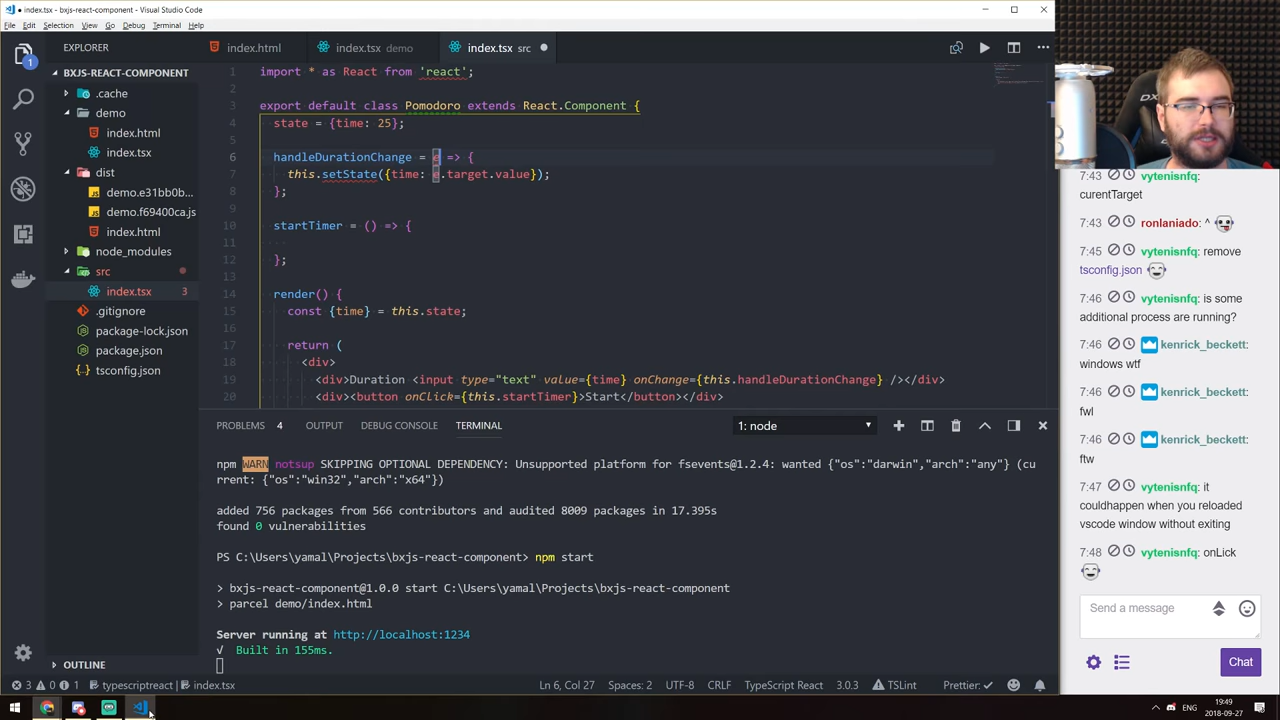 ● index.tsx - bxjs-react-component - Visual Studio Code
File Edit Selection View Go Debug Terminal Help
EXPLORER
BXJS-REACT-COMPONENT
.cache
demo
index.html
index.tsx
dist
demo.e31bb0b...
demo.f69400ca.js
index.html
node_modules
src
index.tsx 3
.gitignore
package-lock.json
package.json
tsconfig.json
OUTLINE
1
index.html
index.tsx demo
index.tsx src ●
1 import * as React from 'react';
2
3 export default class Pomodoro extends React.Component {
4 state = {time: 25};
5
6 handleDurationChange = e => {
7 this.setState({time: e.target.value});
8 };
9
10 startTimer = () => {
11
12 };
13
14 render() {
15 const {time} = this.state;
16
17 return (
18 <div>
19 <div>Duration <input type="text" value={time} onChange={this.handleDurationChange} /></div>
20 <div><button onClick={this.startTimer}>Start</button></div>
PROBLEMS 4 OUTPUT DEBUG CONSOLE TERMINAL
1: node
npm WARN notsup SKIPPING OPTIONAL DEPENDENCY: Unsupported platform for fsevents@1.2.4: wanted {"os":"darwin","arch":"any"} (cu
rrent: {"os":"win32","arch":"x64"})
added 756 packages from 566 contributors and audited 8009 packages in 17.395s
found 0 vulnerabilities
PS C:\Users\yamal\Projects\bxjs-react-component> npm start
> bxjs-react-component@1.0.0 start C:\Users\yamal\Projects\bxjs-react-component
> parcel demo/index.html
Server running at http://localhost:1234
√ Built in 155ms.
3 0 1 typescriptreact | index.tsx
Ln 6, Col 27 Spaces: 2 UTF-8 CRLF TypeScript React 3.0.3 TSLint Prettier: ✓
DX
7:43 vytenisnfq:
curentTarget
7:43 ronlaniado: ^
7:45 vytenisnfq: remove
tsconfig.json
7:46 vytenisnfq: is some
additional process are running?
7:46 kenrick_beckett:
windows wtf
7:46 kenrick_beckett:
fwl
7:46 kenrick_beckett:
ftw
7:47 vytenisnfq: it
couldhappen when you reloaded
vscode window without exiting
7:48 vytenisnfq: onLick
Send a message
Chat
ENG
19:49
2018-09-27